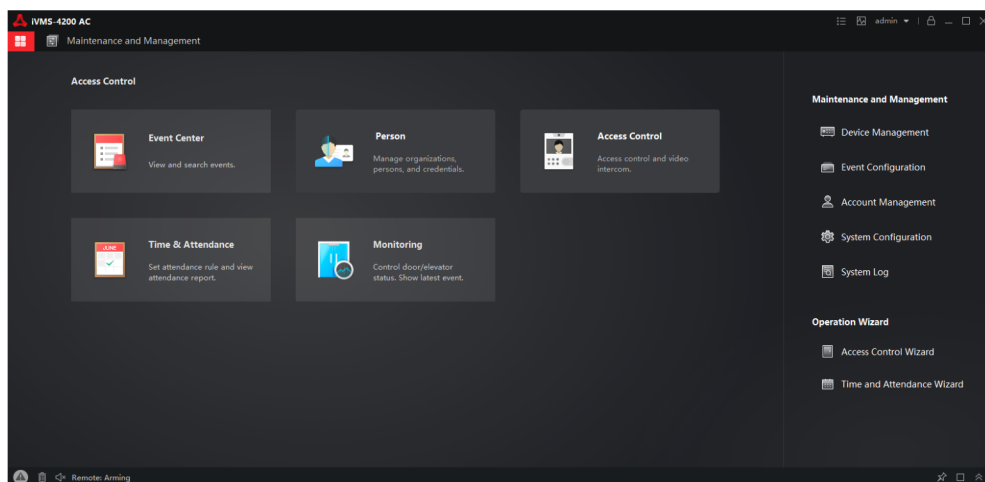 iVMS-4200 AC
admin
Maintenance and Management
Access Control
Event Center
View and search events.
Person
Manage organizations,
persons, and credentials.
Access Control
Access control and video
intercom.
JUNE
Time & Attendance
Set attendance rule and view
attendance report.
Monitoring
Control door/elevator
status. Show latest event.
Maintenance and Management
Device Management
Event Configuration
Account Management
System Configuration
System Log
Operation Wizard
Access Control Wizard
Time and Attendance Wizard
Remote: Arming